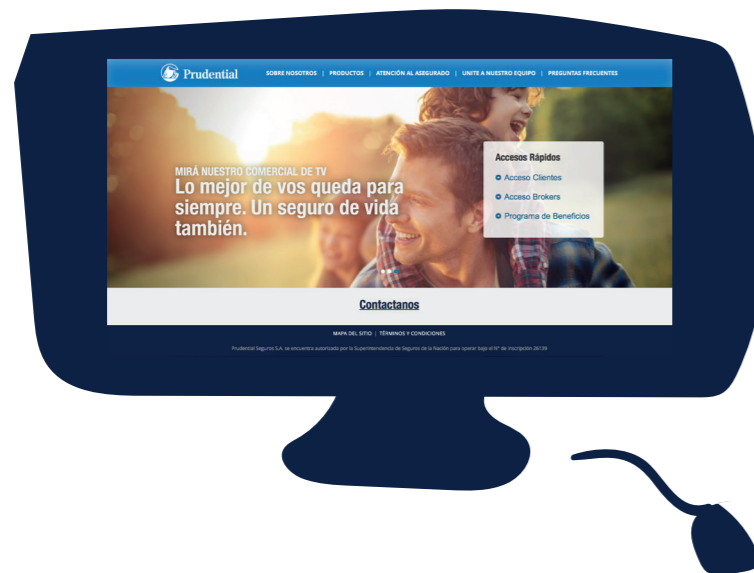 Prudential
SOBRE NOSOTROS | PRODUCTOS | ATENCIÓN AL ASEGURADO | UNITE A NUESTRO EQUIPO | PREGUNTAS FRECUENTES
MIRÁ NUESTRO COMERCIAL DE TV
Lo mejor de vos queda para
siempre. Un seguro de vida
también.
Accesos Rápidos
Acceso Clientes
Acceso Brokers
Programa de Beneficios
Contactanos
MAPA DEL SITIO | TÉRMINOS Y CONDICIONES
Prudential Seguros S.A. se encuentra autorizada por la Superintendencia de Seguros de la Nación para operar bajo el N° de inscripción 26139